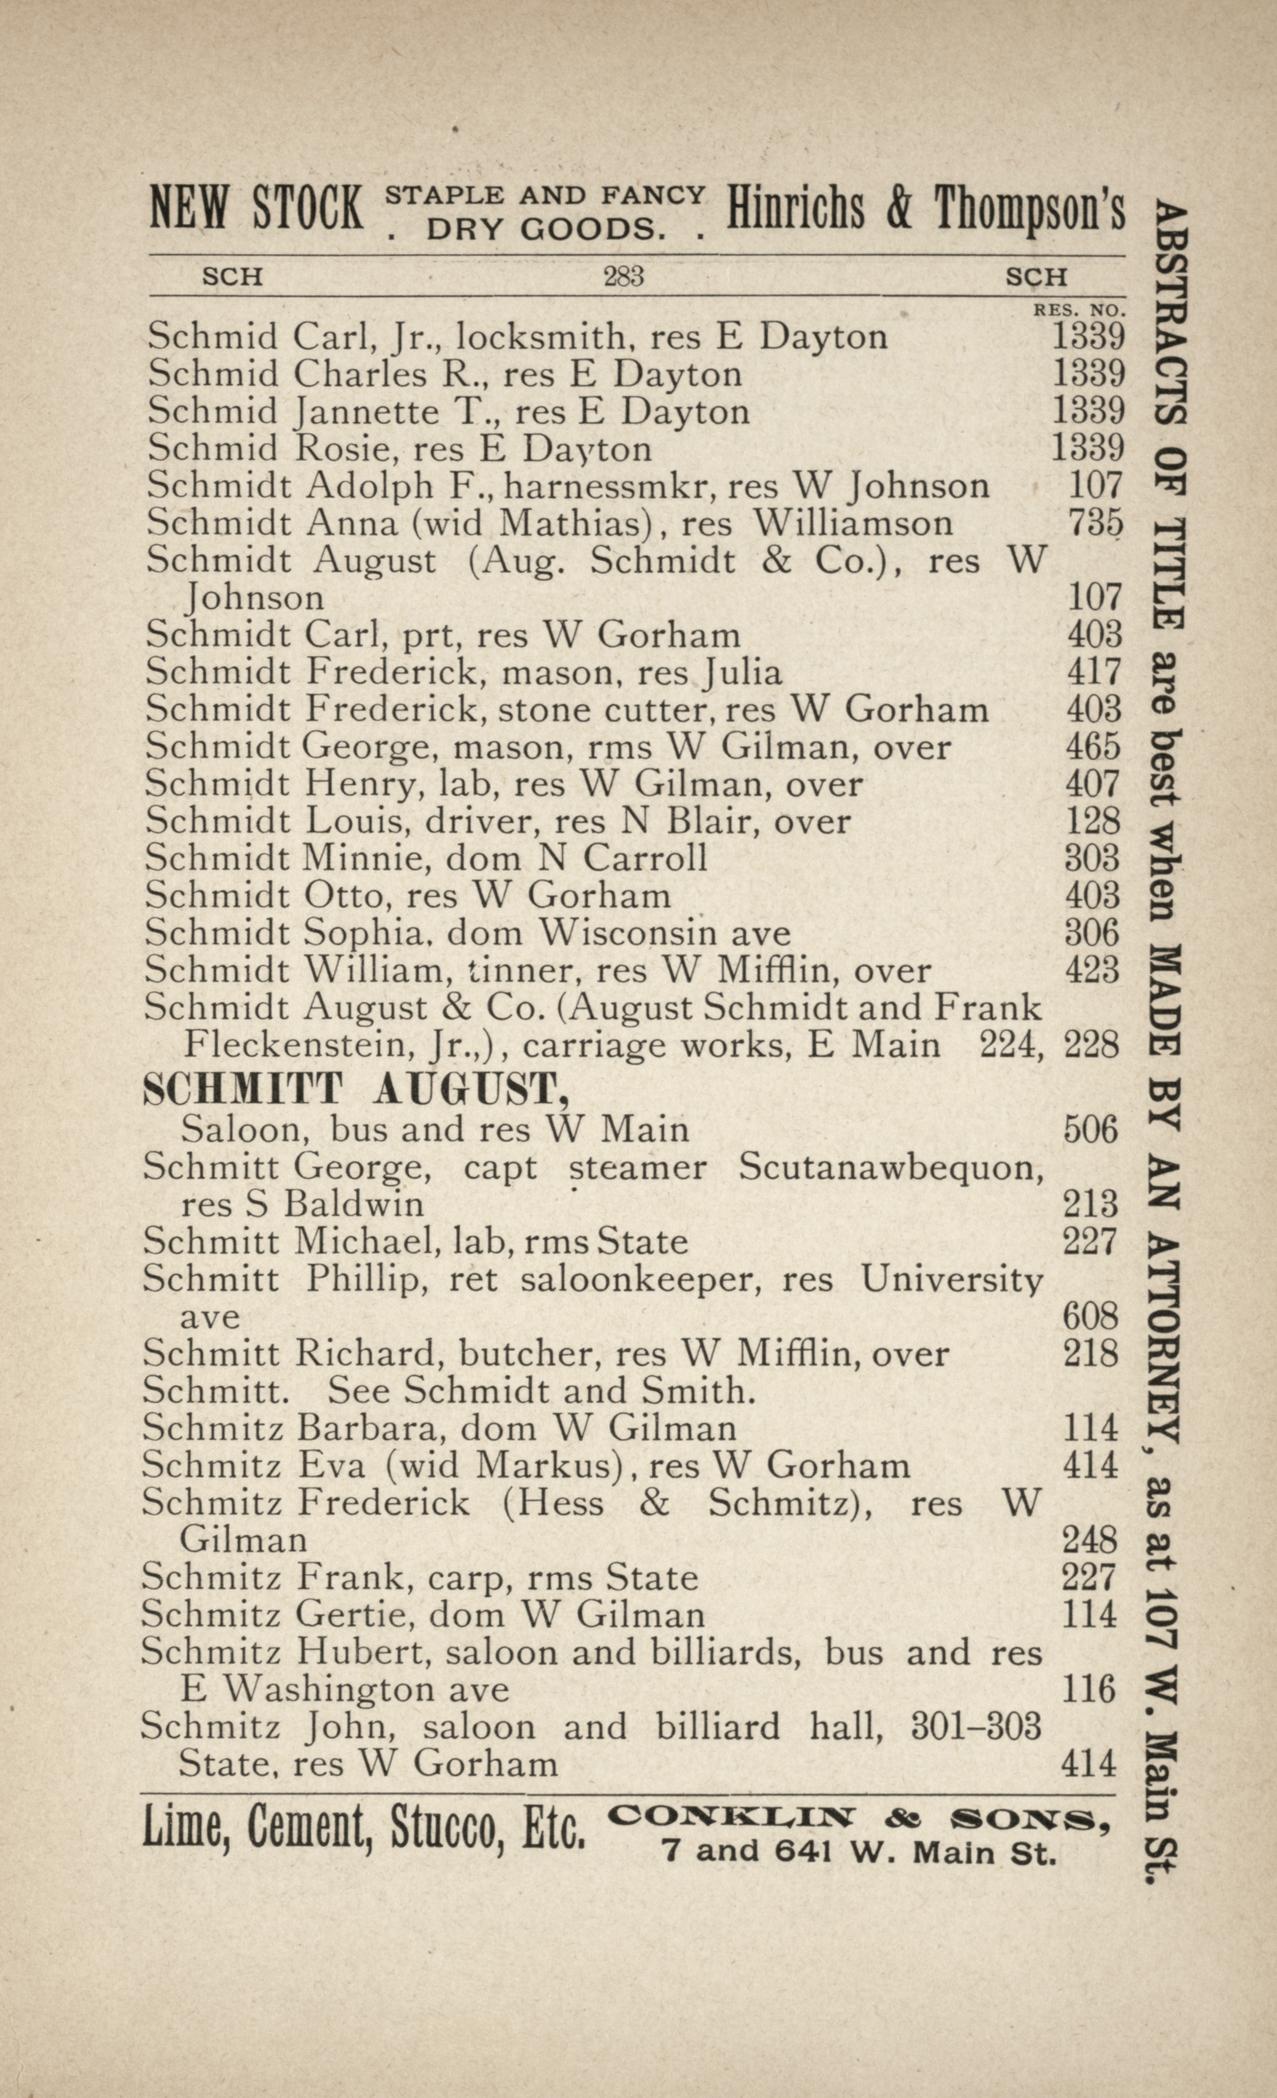 NEW STOCK STAPLE AND FANCY DRY GOODS. Hinrichs & Thompson's
SCH 283 SCH
RES. NO.
Schmid Carl, Jr., locksmith, res E Dayton 1339
Schmid Charles R., res E Dayton 1339
Schmid Jannette T., res E Dayton 1339
Schmid Rosie, res E Dayton 1339
Schmidt Adolph F., harnessmkr, res W Johnson 107
Schmidt Anna (wid Mathias), res Williamson 735
Schmidt August (Aug. Schmidt & Co.), res W
Johnson 107
Schmidt Carl, prt, res W Gorham 403
Schmidt Frederick, mason, res Julia 417
Schmidt Frederick, stone cutter, res W Gorham 403
Schmidt George, mason, rms W Gilman, over 465
Schmidt Henry, lab, res W Gilman, over 407
Schmidt Louis, driver, res N Blair, over 128
Schmidt Minnie, dom N Carroll 303
Schmidt Otto, res W Gorham 403
Schmidt Sophia, dom Wisconsin ave 306
Schmidt William, tinner, res W Mifflin, over 423
Schmidt August & Co. (August Schmidt and Frank
Fleckenstein, Jr.,), carriage works, E Main 224, 228
SCHMITT AUGUST,
Saloon, bus and res W Main 506
Schmitt George, capt steamer Scutanawbequon,
res S Baldwin 213
Schmitt Michael, lab, rms State 227
Schmitt Phillip, ret saloonkeeper, res University
ave 608
Schmitt Richard, butcher, res W Mifflin, over 218
Schmitt. See Schmidt and Smith.
Schmitz Barbara, dom W Gilman 114
Schmitz Eva (wid Markus), res W Gorham 414
Schmitz Frederick (Hess & Schmitz), res W
Gilman 248
Schmitz Frank, carp, rms State 227
Schmitz Gertie, dom W Gilman 114
Schmitz Hubert, saloon and billiards, bus and res
E Washington ave 116
Schmitz John, saloon and billiard hall, 301–303
State, res W Gorham 414
Lime, Cement, Stucco, Etc. CONKLIN & SONS,
7 and 641 W. Main St.
ABSTRACTS OF TITLE are best when MADE BY AN ATTORNEY, as at 107 W. Main St.